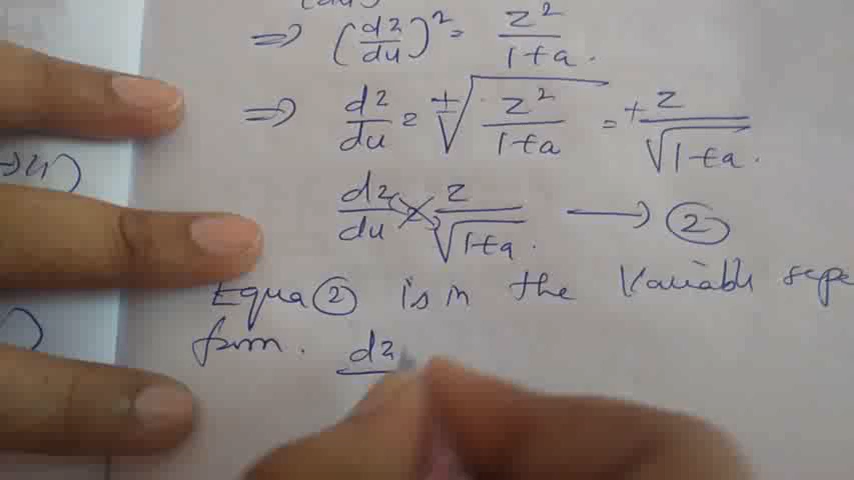 ⇒ (dz/du)² = z²/1+a.
⇒ dz/du = ±√(z²/1+a) = ±z/√(1+a).
dz/du = z/√(1+a). → ②
Equa ② is in the Variable sepe
form. dz